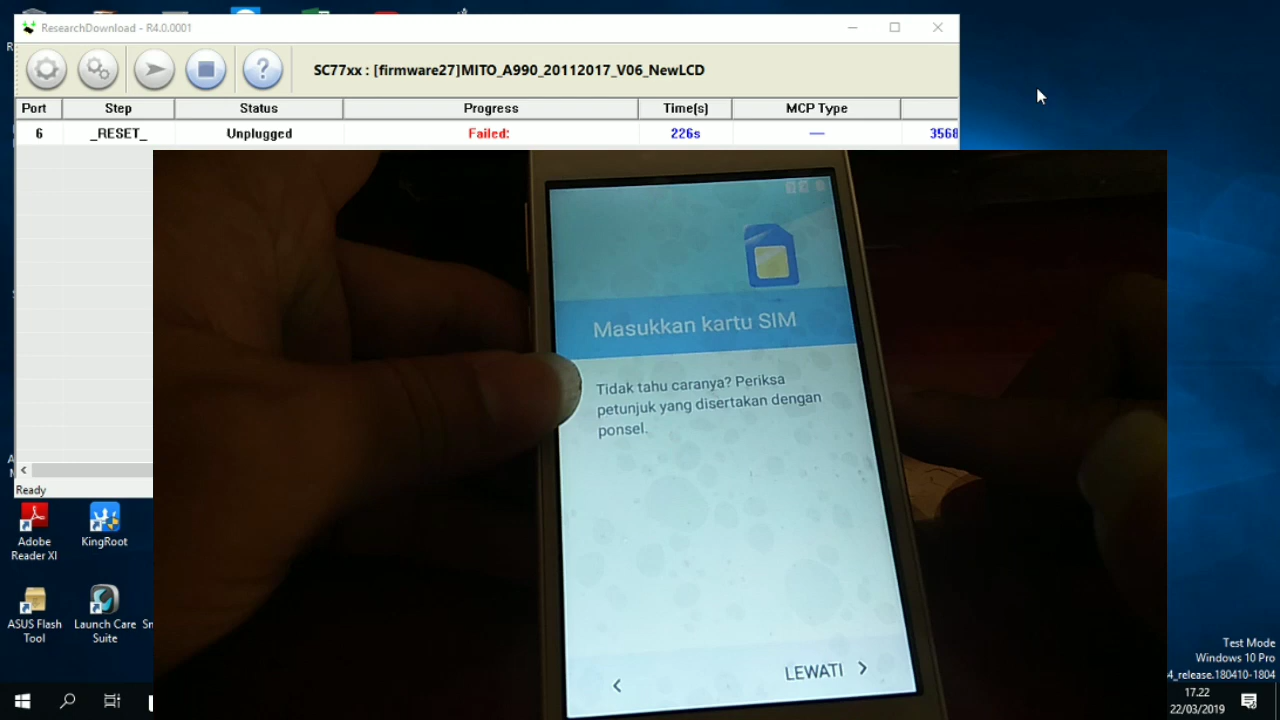 ResearchDownload - R4.0.0001
SC77xx : [firmware27]MITO_A990_20112017_V06_NewLCD
Port Step Status Progress Time(s) MCP Type
6 _RESET_ Unplugged Failed: 226s — 3568
Masukkan kartu SIM
Tidak tahu caranya? Periksa
petunjuk yang disertakan dengan
ponsel.
LEWATI
Ready
Adobe
Reader XI
KingRoot
ASUS Flash
Tool
Launch Care
Suite
Sn
Test Mode
Windows 10 Pro
4_release.180410-1804
17.22
22/03/2019